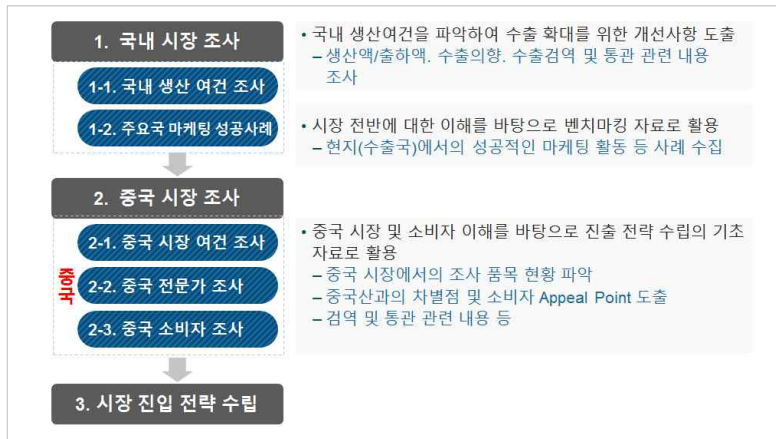 1. 국내 시장 조사
1-1. 국내 생산 여건 조사
1-2. 주요국 마케팅 성공사례
• 국내 생산여건을 파악하여 수출 확대를 위한 개선사항 도출
– 생산액/출하액. 수출의향. 수출검역 및 통관 관련 내용
조사
• 시장 전반에 대한 이해를 바탕으로 벤치마킹 자료로 활용
– 현지(수출국)에서의 성공적인 마케팅 활동 등 사례 수집
2. 중국 시장 조사
중국
2-1. 중국 시장 여건 조사
2-2. 중국 전문가 조사
2-3. 중국 소비자 조사
• 중국 시장 및 소비자 이해를 바탕으로 진출 전략 수립의 기초
자료로 활용
– 중국 시장에서의 조사 품목 현황 파악
– 중국산과의 차별점 및 소비자 Appeal Point 도출
– 검역 및 통관 관련 내용 등
3. 시장 진입 전략 수립